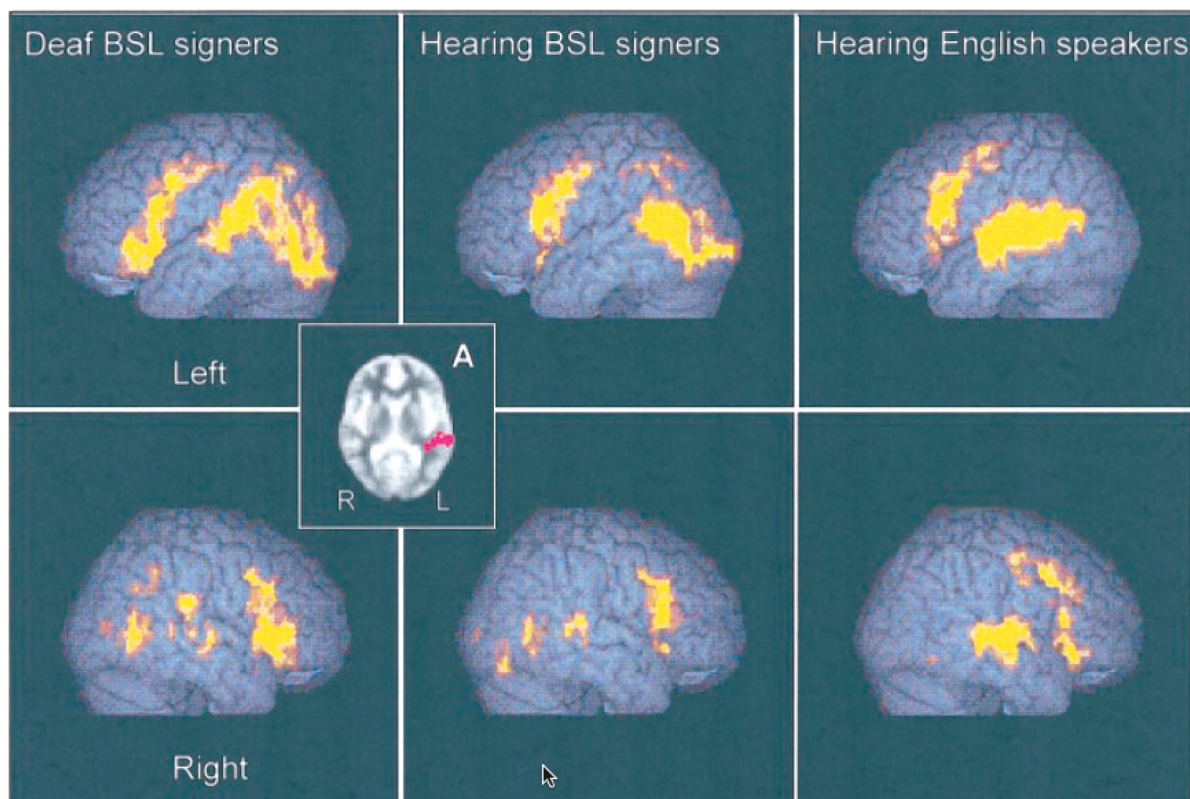 Deaf BSL signers
Hearing BSL signers
Hearing English speakers
Left
A
R
L
Right